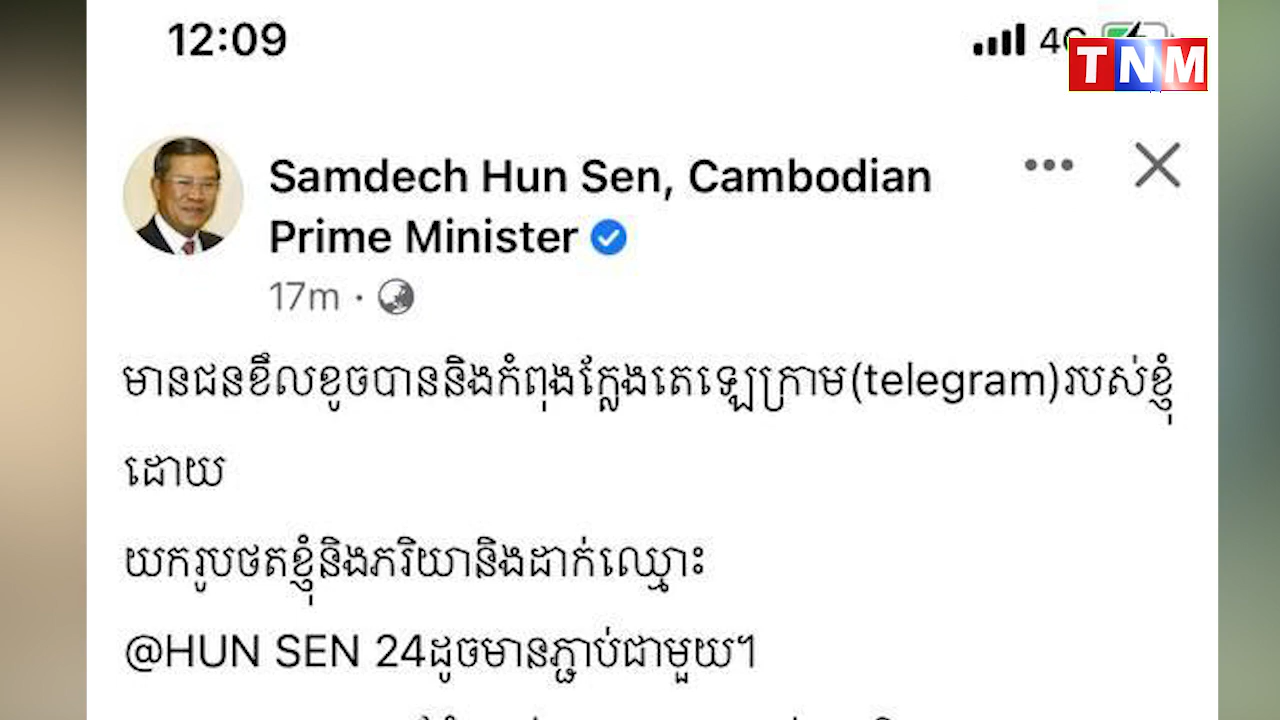 12:09
TNM
Samdech Hun Sen, Cambodian
Prime Minister
17m ·
មានជនខឹលខូចបាននិងកំពុងក្លែងតេឡេក្រាម(telegram)របស់ខ្ញុំ
ដោយ
យករូបថតខ្ញុំនិងភរិយានិងដាក់ឈ្មោះ
@HUN SEN 24ដូចមានភ្ជាប់ជាមួយ។